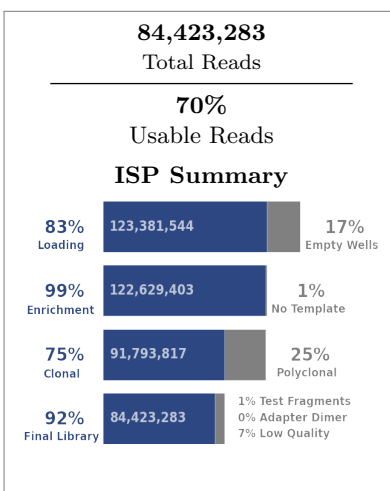 84,423,283
Total Reads
70%
Usable Reads
ISP Summary
83%
Loading
123,381,544
17%
Empty Wells
99%
Enrichment
122,629,403
1%
No Template
75%
Clonal
91,793,817
25%
Polyclonal
92%
Final Library
84,423,283
1% Test Fragments
0% Adapter Dimer
7% Low Quality